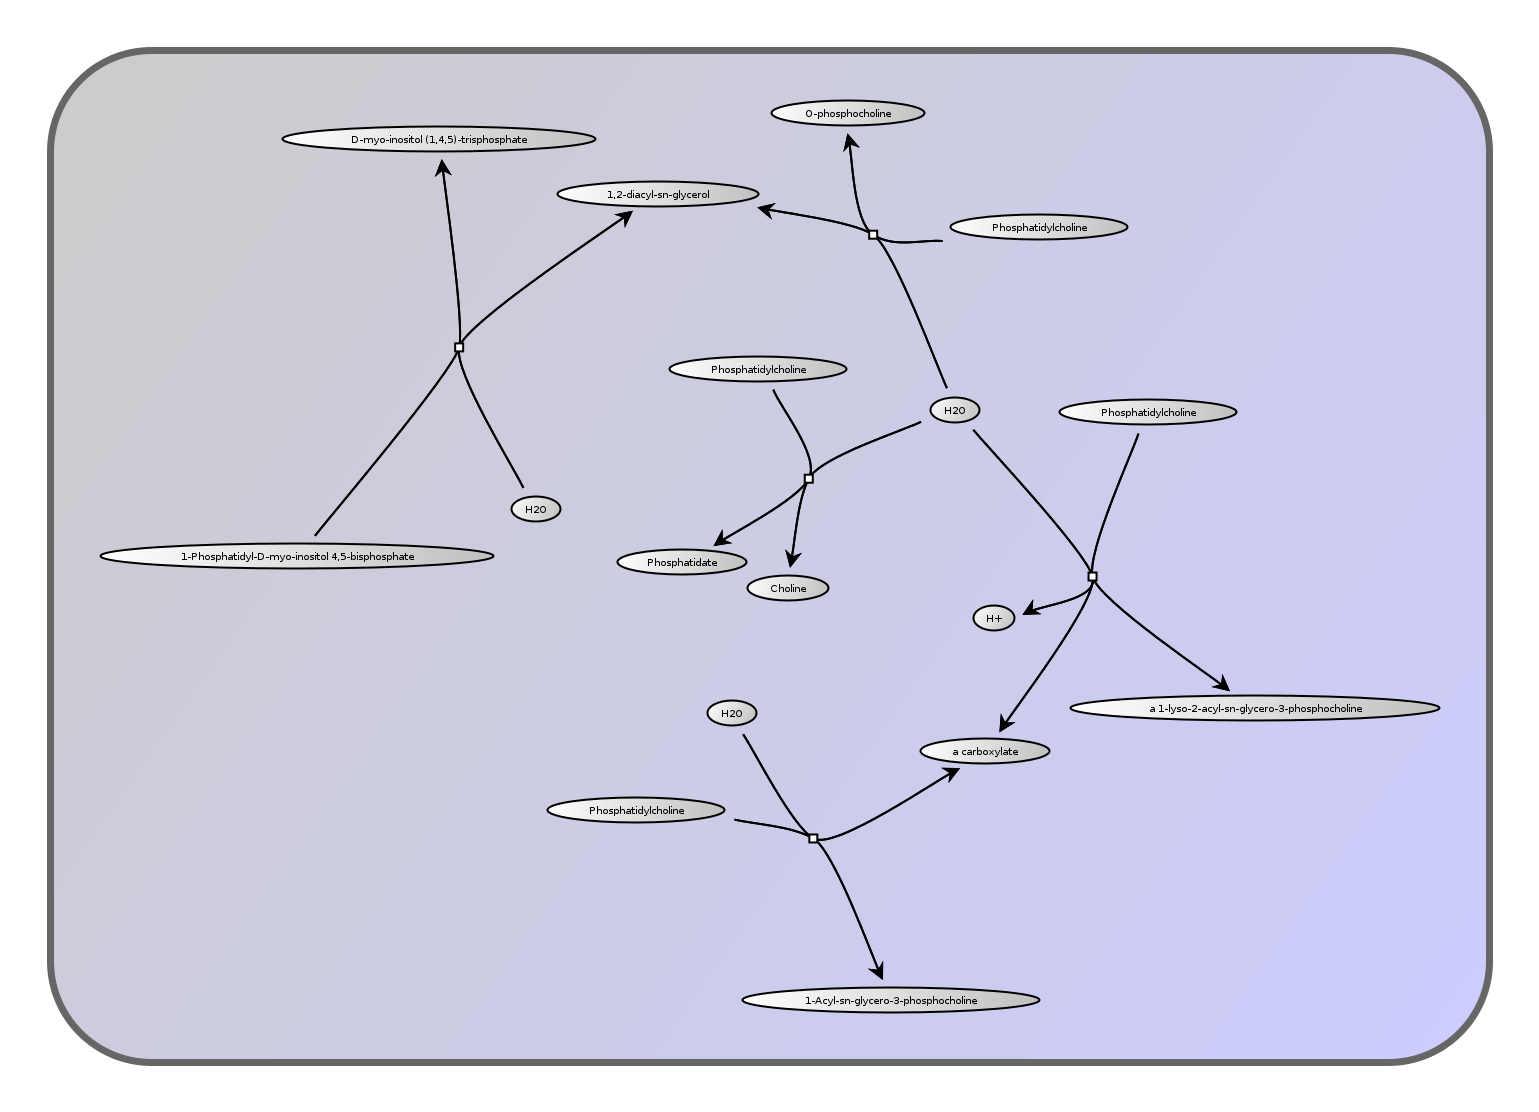 O-phosphocholine
D-myo-inositol (1,4,5)-trisphosphate
1,2-diacyl-sn-glycerol
Phosphatidylcholine
Phosphatidylcholine
H2O
Phosphatidylcholine
H2O
1-Phosphatidyl-D-myo-inositol 4,5-bisphosphate
Phosphatidate
Choline
H+
a 1-lyso-2-acyl-sn-glycero-3-phosphocholine
H2O
a carboxylate
Phosphatidylcholine
1-Acyl-sn-glycero-3-phosphocholine